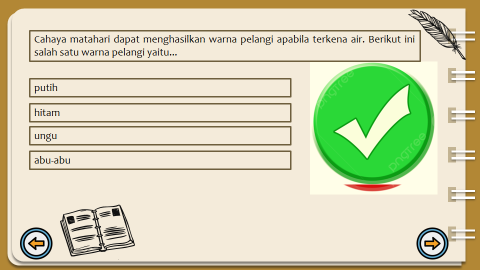 Cahaya matahari dapat menghasilkan warna pelangi apabila terkena air. Berikut ini
salah satu warna pelangi yaitu...
putih
hitam
ungu
abu-abu